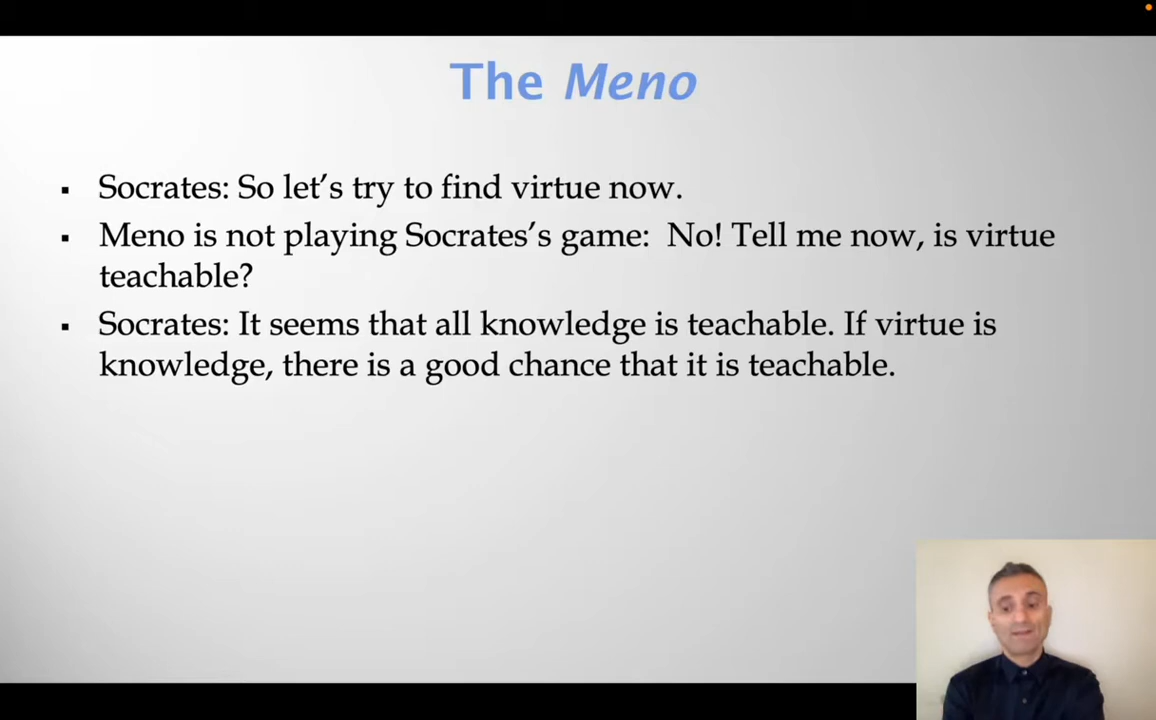 The Meno
▪ Socrates: So let’s try to find virtue now.
▪ Meno is not playing Socrates’s game:  No! Tell me now, is virtue
teachable?
▪ Socrates: It seems that all knowledge is teachable. If virtue is
knowledge, there is a good chance that it is teachable.